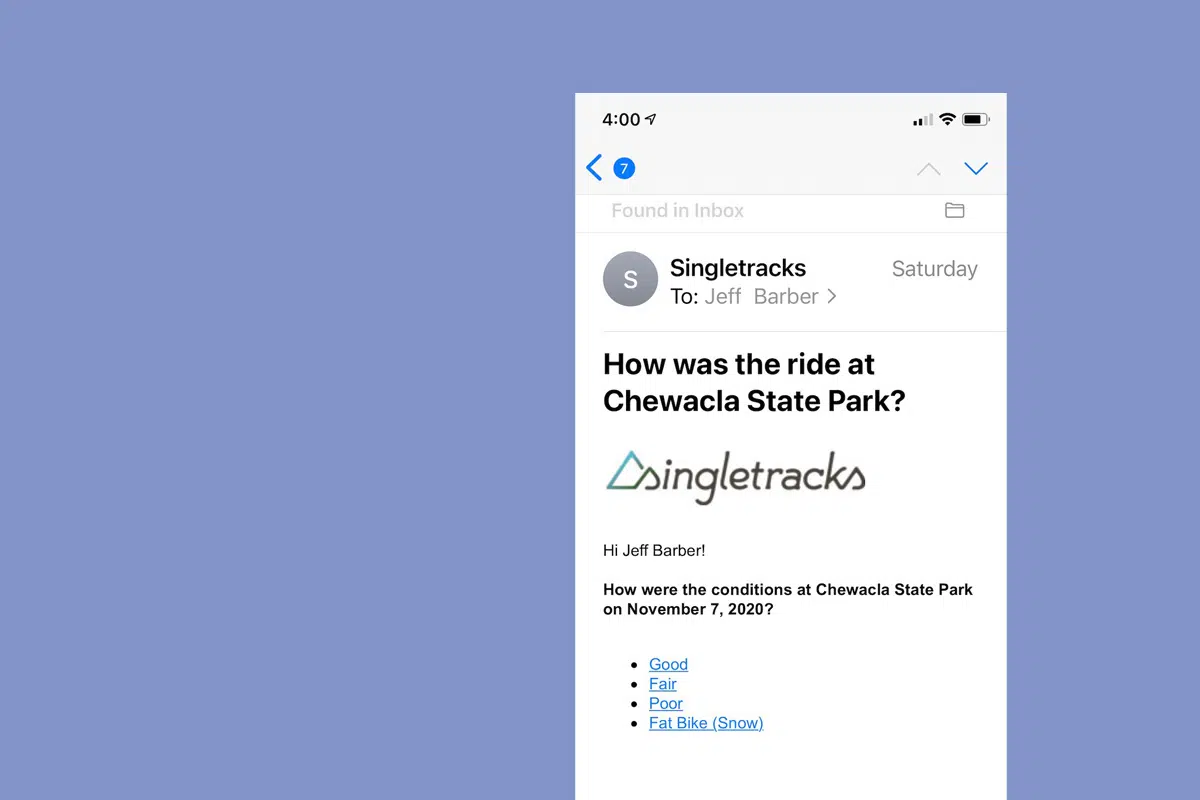 4:00
7
Found in Inbox
S
Singletracks
Saturday
To: Jeff Barber
How was the ride at
Chewacla State Park?
singletracks
Hi Jeff Barber!
How were the conditions at Chewacla State Park
on November 7, 2020?
Good
Fair
Poor
Fat Bike (Snow)